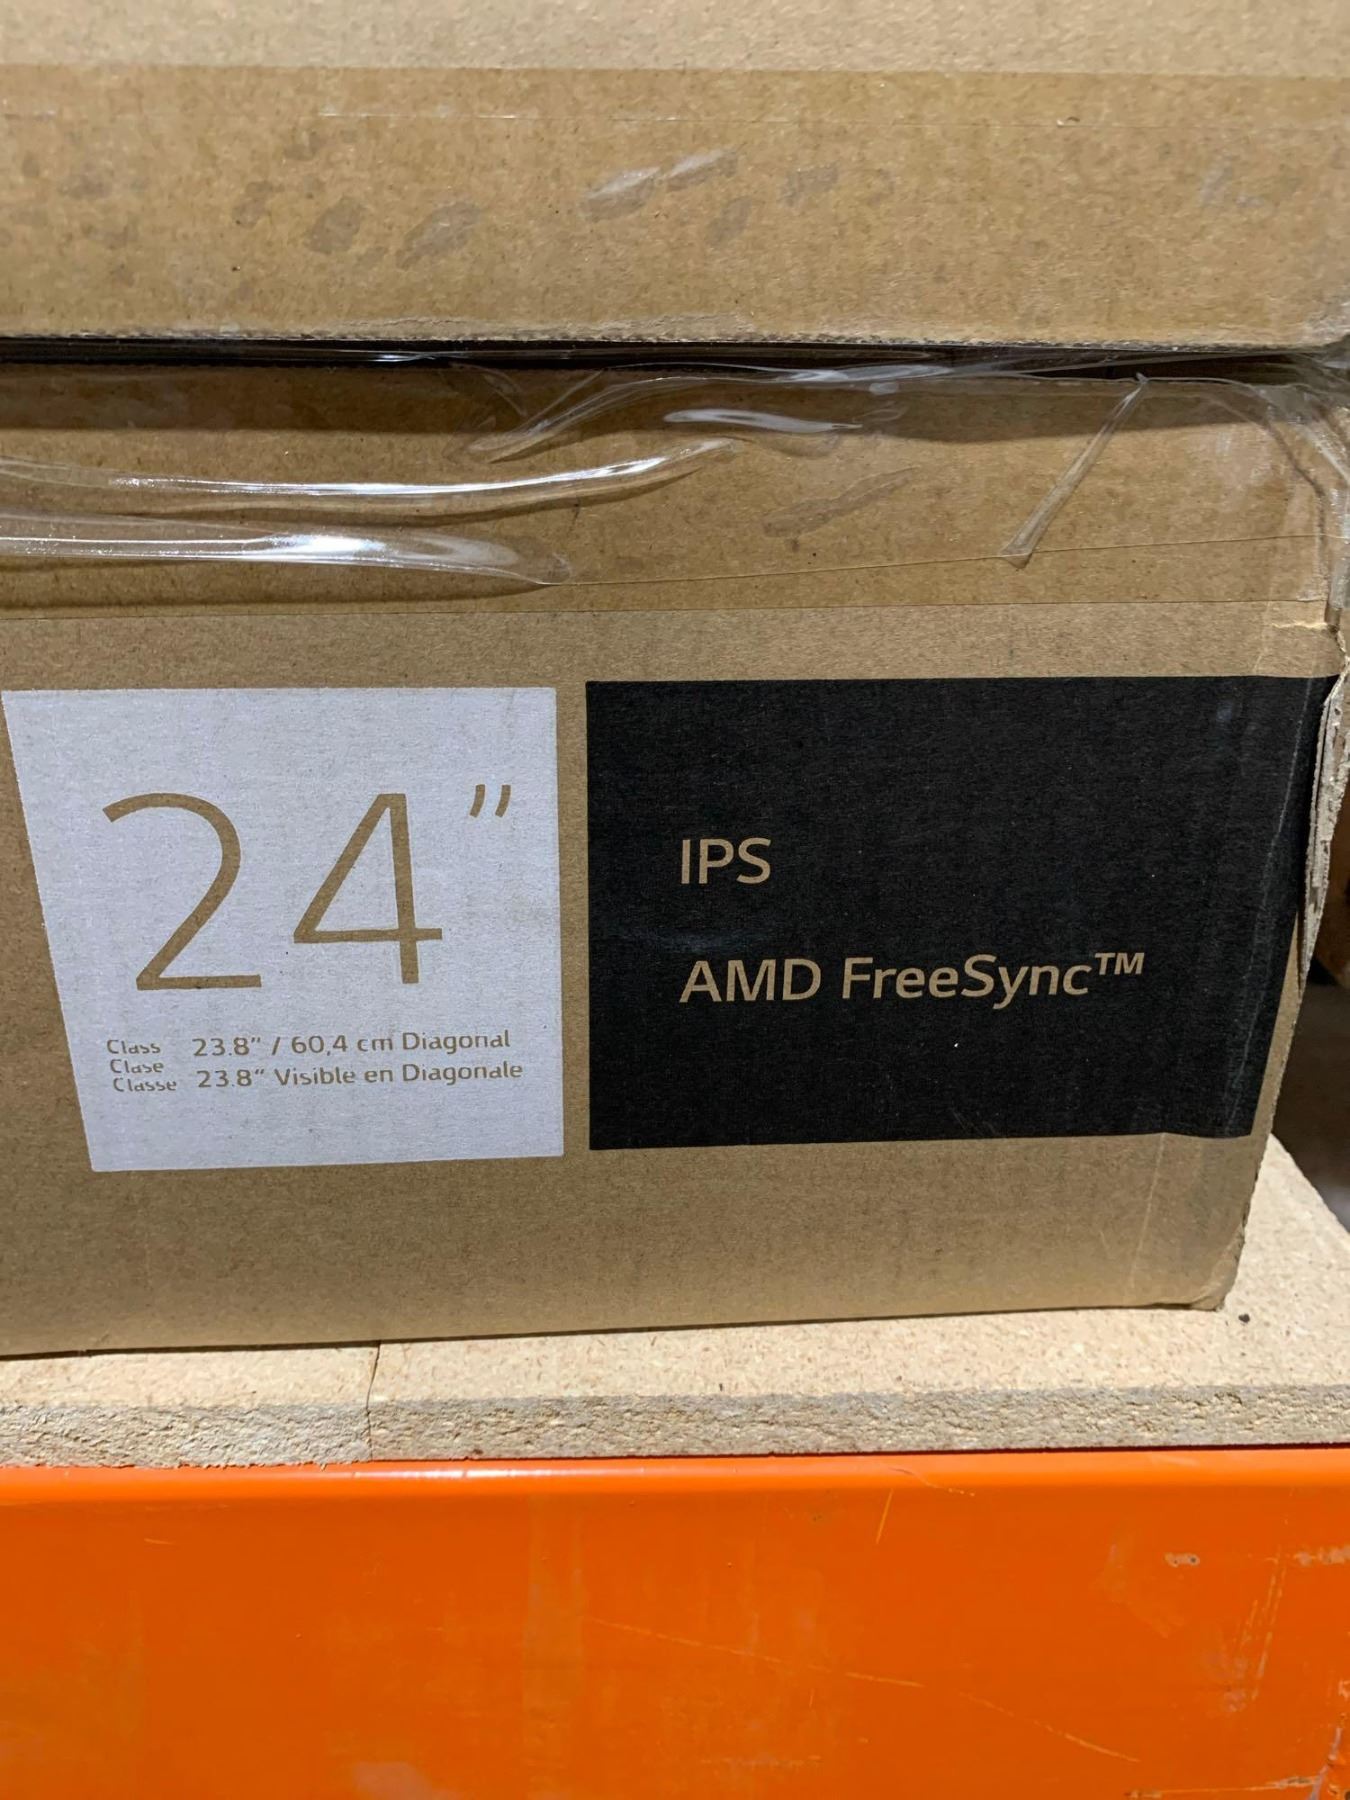 24”
Class 23.8” / 60,4 cm Diagonal
Clase
Classe 23.8” Visible en Diagonale
IPS
AMD FreeSync™